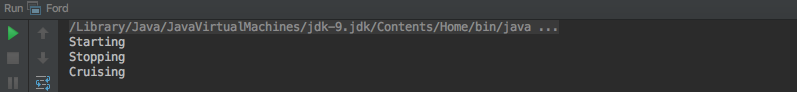 Run Ford
/Library/Java/JavaVirtualMachines/jdk-9.jdk/Contents/Home/bin/java ...
Starting
Stopping
Cruising